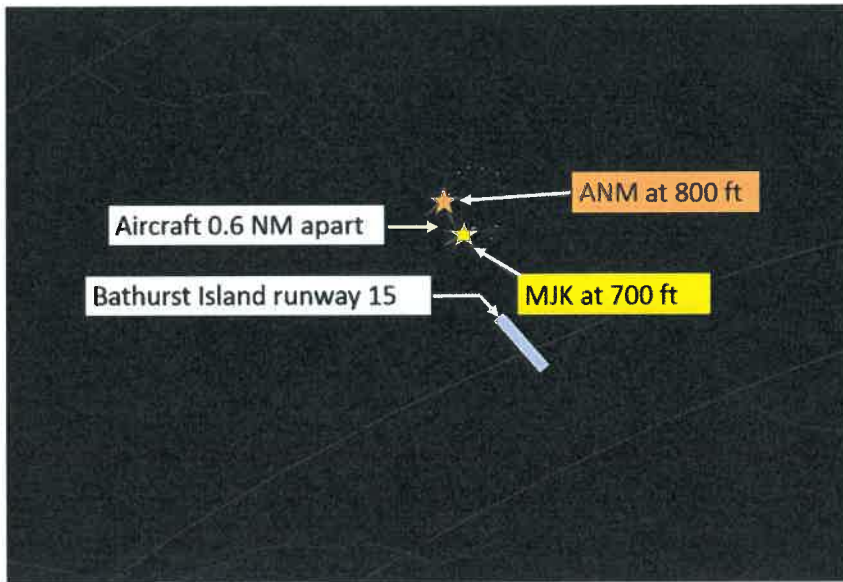 ANM at 800 ft
Aircraft 0.6 NM apart
Bathurst Island runway 15
MJK at 700 ft